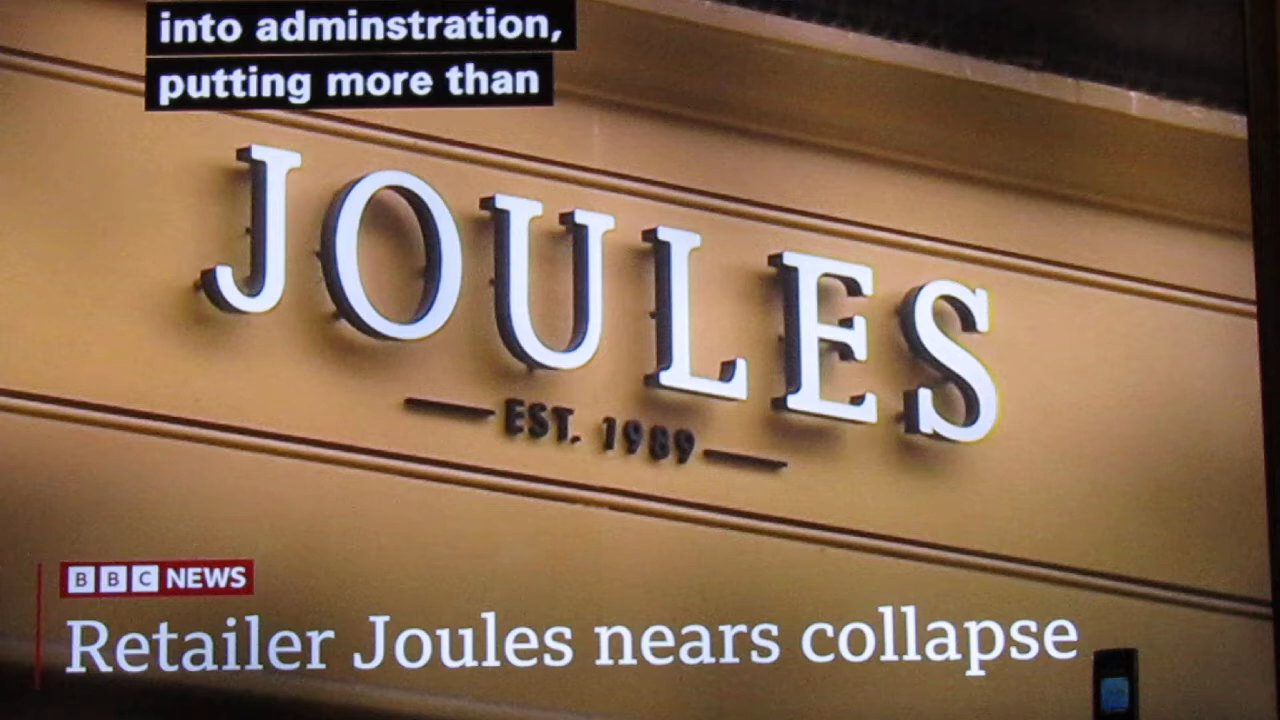 into adminstration,
putting more than
JOULES
EST. 1989
BBC NEWS
Retailer Joules nears collapse